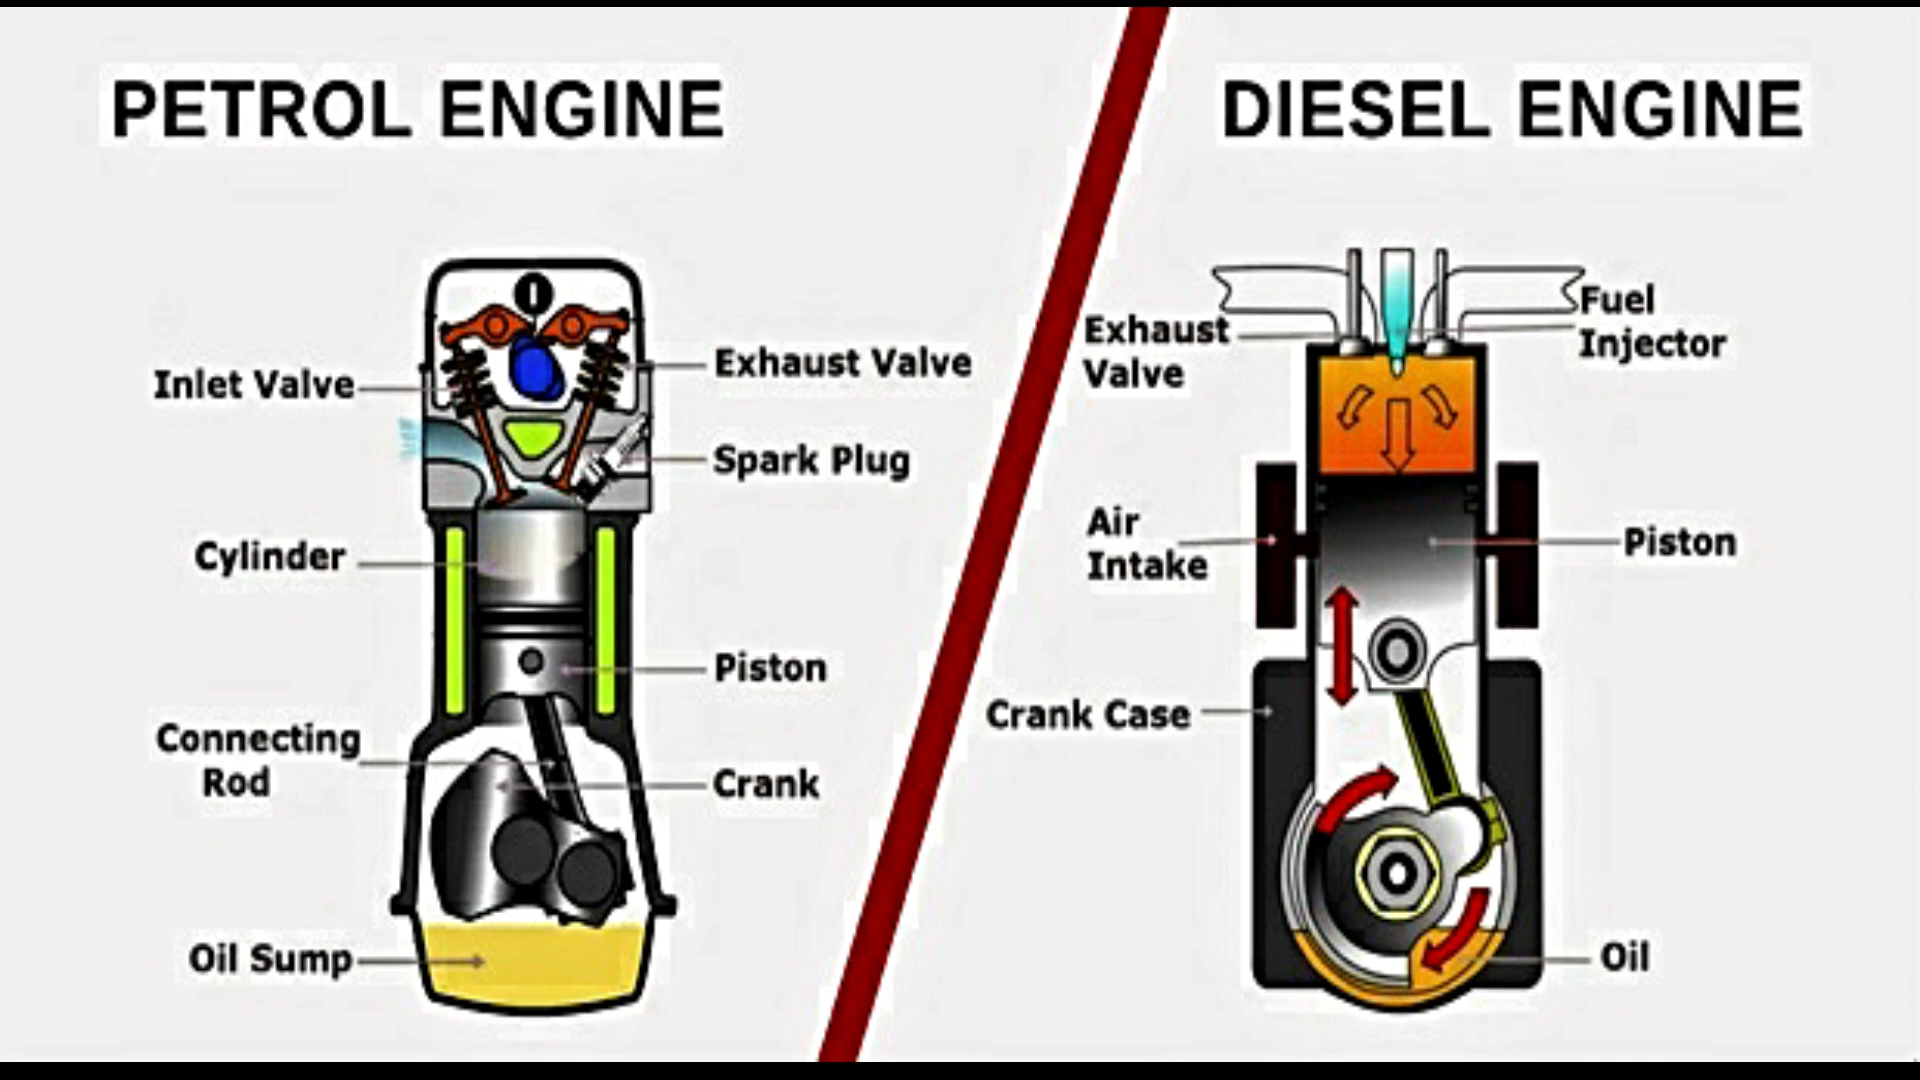 PETROL ENGINE
Inlet Valve
Exhaust Valve
Spark Plug
Cylinder
Piston
Connecting
Rod
Crank
Oil Sump
DIESEL ENGINE
Exhaust
Valve
Fuel
Injector
Air
Intake
Piston
Crank Case
Oil